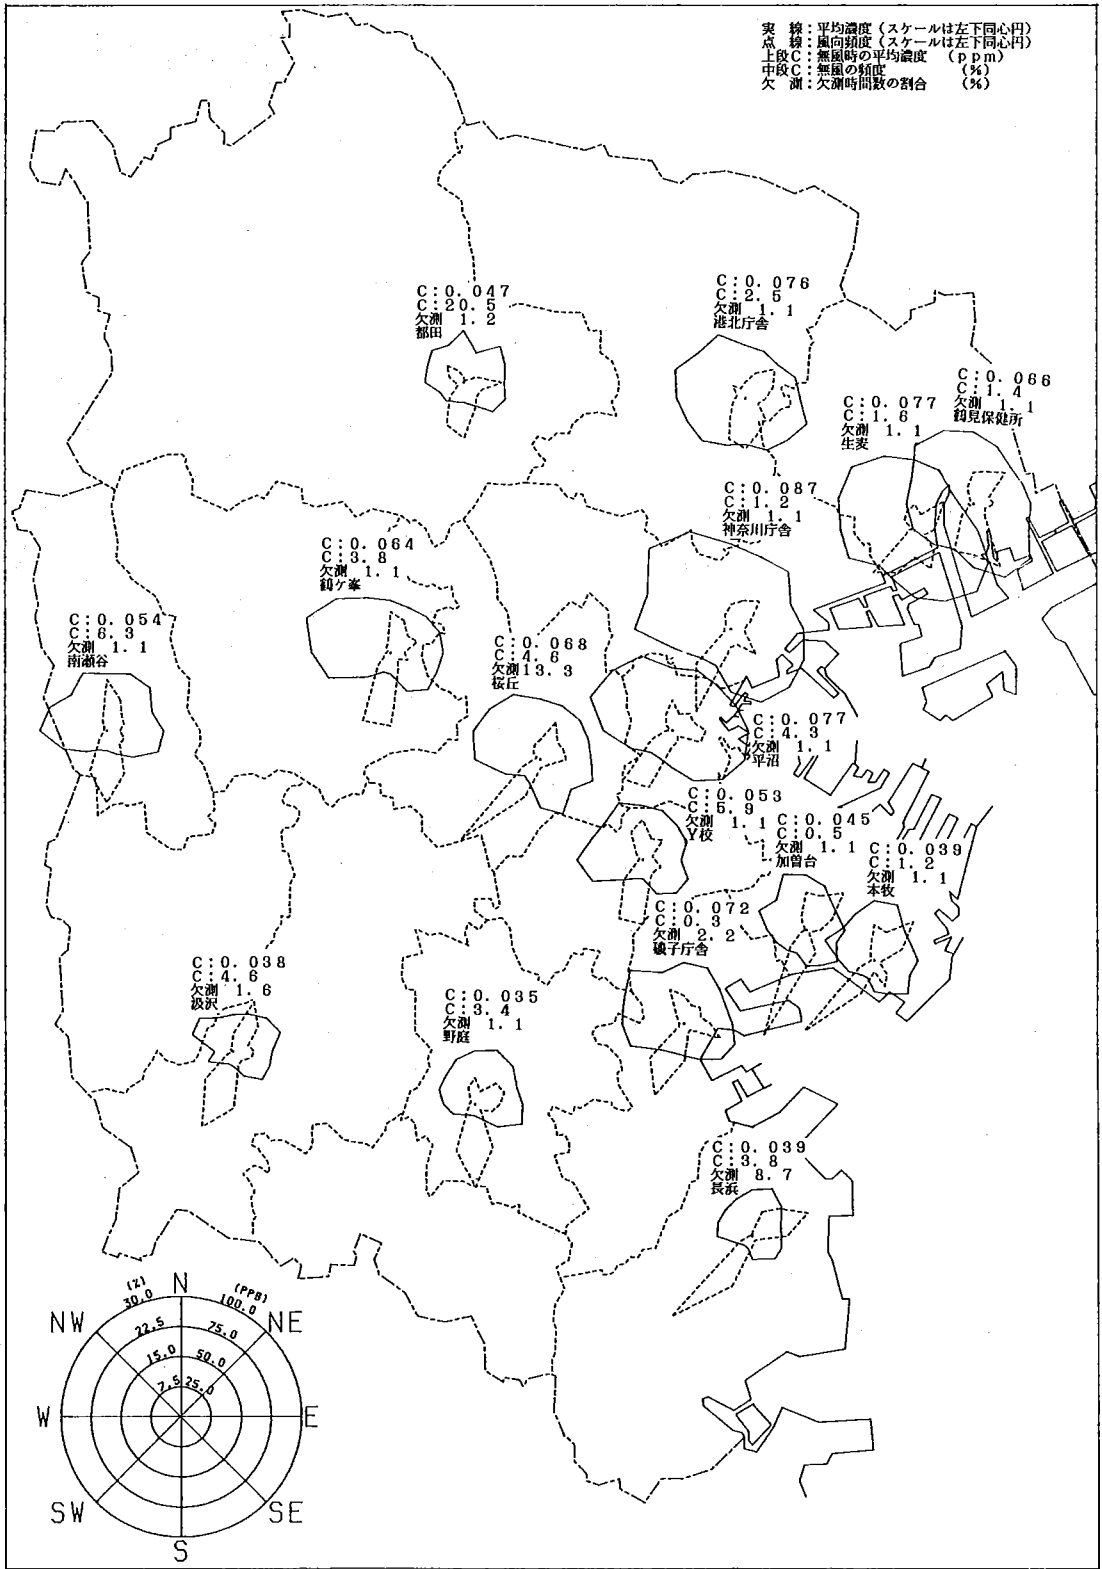 実　線：平均濃度（スケールは左下同心円）
点　線：風向頻度（スケールは左下同心円）
上段C：無風時の平均濃度　（ppm）
中段C：無風の頻度　（%）
欠　測：欠測時間数の割合　（%）
C:0.047
C:20.5
欠測 1.2
都田
C:0.076
C:2.5
欠測 1.1
港北庁舎
C:0.066
C:1.4
欠測 1.1
鶴見保健所
C:0.077
C:1.6
欠測 1.1
生麦
C:0.087
C:1.2
欠測 1.1
神奈川庁舎
C:0.064
C:3.8
欠測 1.1
鶴ケ峯
C:0.054
C:6.3
欠測 1.1
南瀬谷
C:0.068
C:4.6
欠測13.3
桜丘
C:0.077
C:4.3
欠測 1.1
平沼
C:0.053
C:5.9
欠測 1.1
Y校
C:0.045
C:0.5
欠測 1.1
加曽台
C:0.039
C:1.2
欠測 1.1
本牧
C:0.072
C:0.3
欠測 2.2
磯子庁舎
C:0.038
C:4.6
欠測 1.6
汲沢
C:0.035
C:3.4
欠測 1.1
野庭
C:0.039
C:3.8
欠測 8.7
長浜
(%) N (PPB)
30.0 100.0
NW 22.5 75.0 NE
15.0 50.0
7.5 25.0
W E
SW SE
S